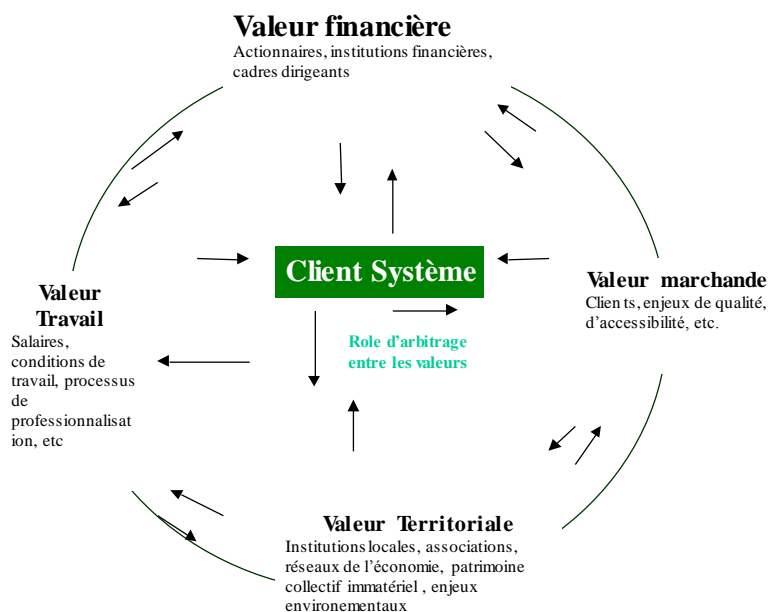 Valeur financière
Actionnaires, institutions financières,
cadres dirigeants
Client Système
Valeur
Travail
Salaires,
conditions de
travail, processus
de
professionnalisat
ion, etc
Valeur marchande
Clients, enjeux de qualité,
d'accessibilité, etc.
Role d'arbitrage
entre les valeurs
Valeur Territoriale
Institutions locales, associations,
réseaux de l'économie, patrimoine
collectif immatériel , enjeux
environementaux